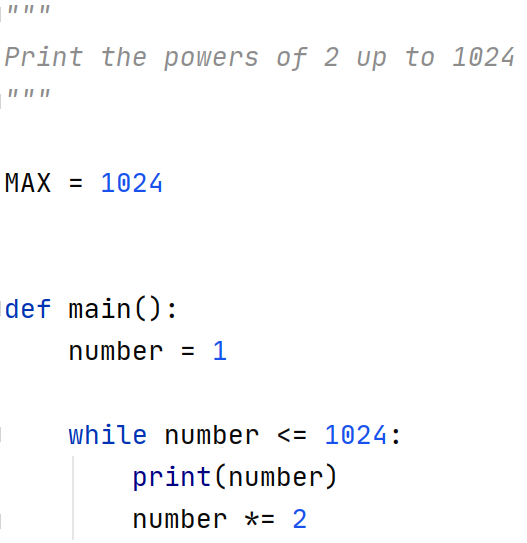 """
Print the powers of 2 up to 1024
"""
MAX = 1024
def main():
number = 1
while number <= 1024:
print(number)
number *= 2